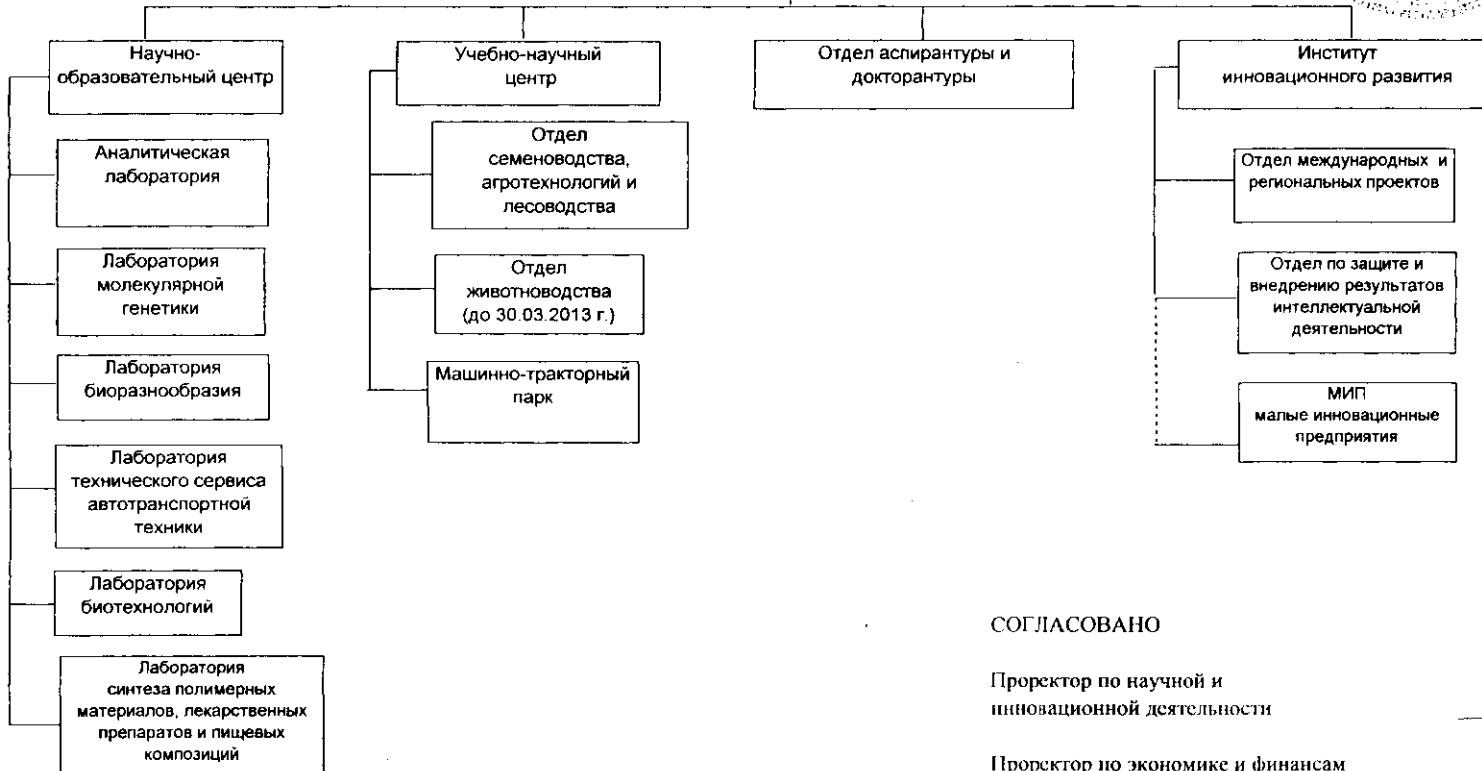 Научно-
образовательный центр
Аналитическая
лаборатория
Лаборатория
молекулярной
генетики
Лаборатория
биоразнообразия
Лаборатория
технического сервиса
автотранспортной
техники
Лаборатория
биотехнологий
Лаборатория
синтеза полимерных
материалов, лекарственных
препаратов и пищевых
композиций
Учебно-научный
центр
Отдел
семеноводства,
агротехнологий и
лесоводства
Отдел
животноводства
(до 30.03.2013 г.)
Машинно-тракторный
парк
Отдел аспирантуры и
докторантуры
Институт
инновационного развития
Отдел международных и
региональных проектов
Отдел по защите и
внедрению результатов
интеллектуальной
деятельности
МИП
малые инновационные
предприятия
СОГЛАСОВАНО
Проректор по научной и
инновационной деятельности
Проректор по экономике и финансам